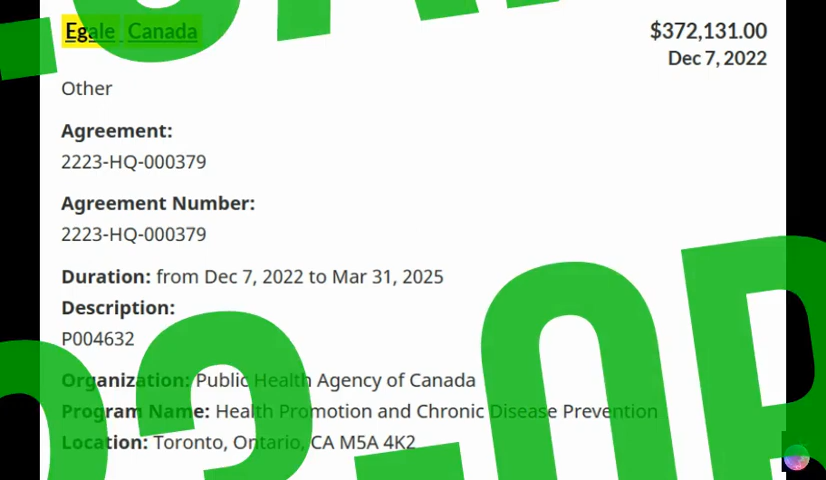 Egale Canada
$372,131.00
Dec 7, 2022
Other
Agreement:
2223-HQ-000379
Agreement Number:
2223-HQ-000379
Duration: from Dec 7, 2022 to Mar 31, 2025
Description:
P004632
Organization: Public Health Agency of Canada
Program Name: Health Promotion and Chronic Disease Prevention
Location: Toronto, Ontario, CA M5A 4K2